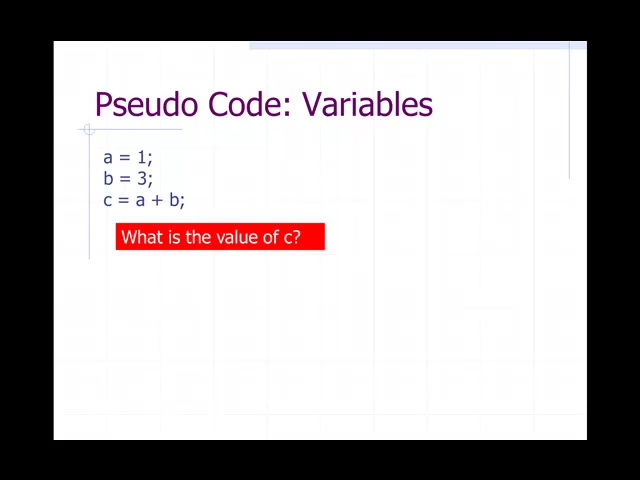 Pseudo Code: Variables
a = 1;
b = 3;
c = a + b;
What is the value of c?